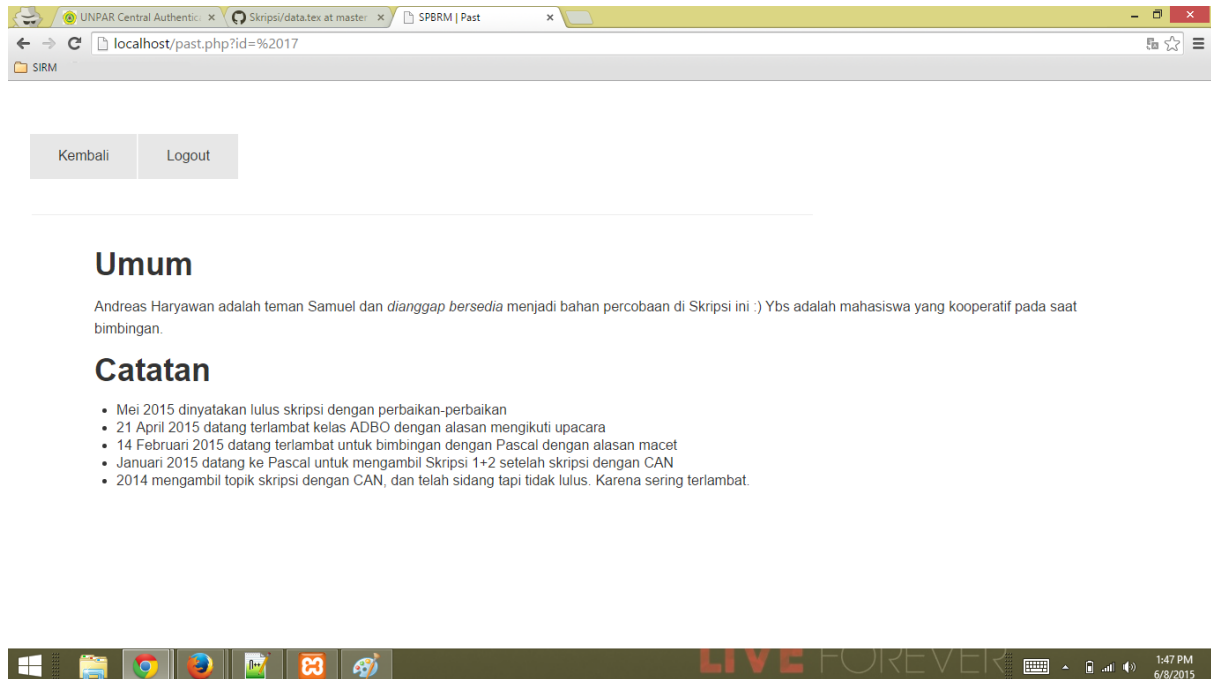 UNPAR Central Authentic
Skripsi/data.tex at master
SPBRM | Past
localhost/past.php?id=%2017
SIRM
Kembali
Logout
Umum
Andreas Haryawan adalah teman Samuel dan dianggap bersedia menjadi bahan percobaan di Skripsi ini :) Ybs adalah mahasiswa yang kooperatif pada saat
bimbingan.
Catatan
• Mei 2015 dinyatakan lulus skripsi dengan perbaikan-perbaikan
• 21 April 2015 datang terlambat kelas ADBO dengan alasan mengikuti upacara
• 14 Februari 2015 datang terlambat untuk bimbingan dengan Pascal dengan alasan macet
• Januari 2015 datang ke Pascal untuk mengambil Skripsi 1+2 setelah skripsi dengan CAN
• 2014 mengambil topik skripsi dengan CAN, dan telah sidang tapi tidak lulus. Karena sering terlambat.
LIVE FOREVER
1:47 PM
6/8/2015